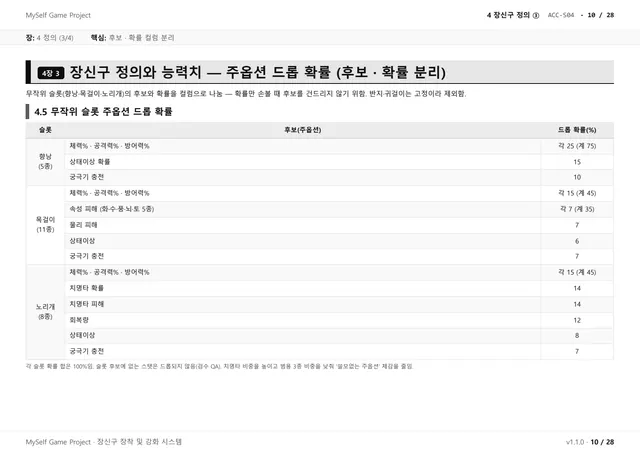 MySelf Game Project 4 장신구 정의 ③ ACC-S04 · 10 / 28
장: 4 정의 (3/4) 핵심: 후보 · 확률 컬럼 분리
4장 3 장신구 정의와 능력치 — 주옵션 드롭 확률 (후보 · 확률 분리)
무작위 슬롯(향낭·목걸이·노리개)의 후보와 확률을 컬럼으로 나눔 — 확률만 손볼 때 후보를 건드리지 않기 위함. 반지·귀걸이는 고정이라 제외함.
4.5 무작위 슬롯 주옵션 드롭 확률
슬롯 후보(주옵션) 드롭 확률(%)
향낭 (5종) 체력% · 공격력% · 방어력% 각 25 (계 75)
상태이상 확률 15
궁극기 충전 10
목걸이 (11종) 체력% · 공격력% · 방어력% 각 15 (계 45)
속성 피해 (화·수·풍·뇌·토 5종) 각 7 (계 35)
물리 피해 7
상태이상 6
궁극기 충전 7
노리개 (8종) 체력% · 공격력% · 방어력% 각 15 (계 45)
치명타 확률 14
치명타 피해 14
회복량 12
상태이상 8
궁극기 충전 7
각 슬롯 확률 합은 100%임. 슬롯 후보에 없는 스탯은 드롭되지 않음(검수 QA). 치명타 비중을 높이고 범용 3종 비중을 낮춰 '쓸모없는 주옵션' 체감을 줄임.
MySelf Game Project · 장신구 장착 및 강화 시스템 v1.1.0 · 10 / 28